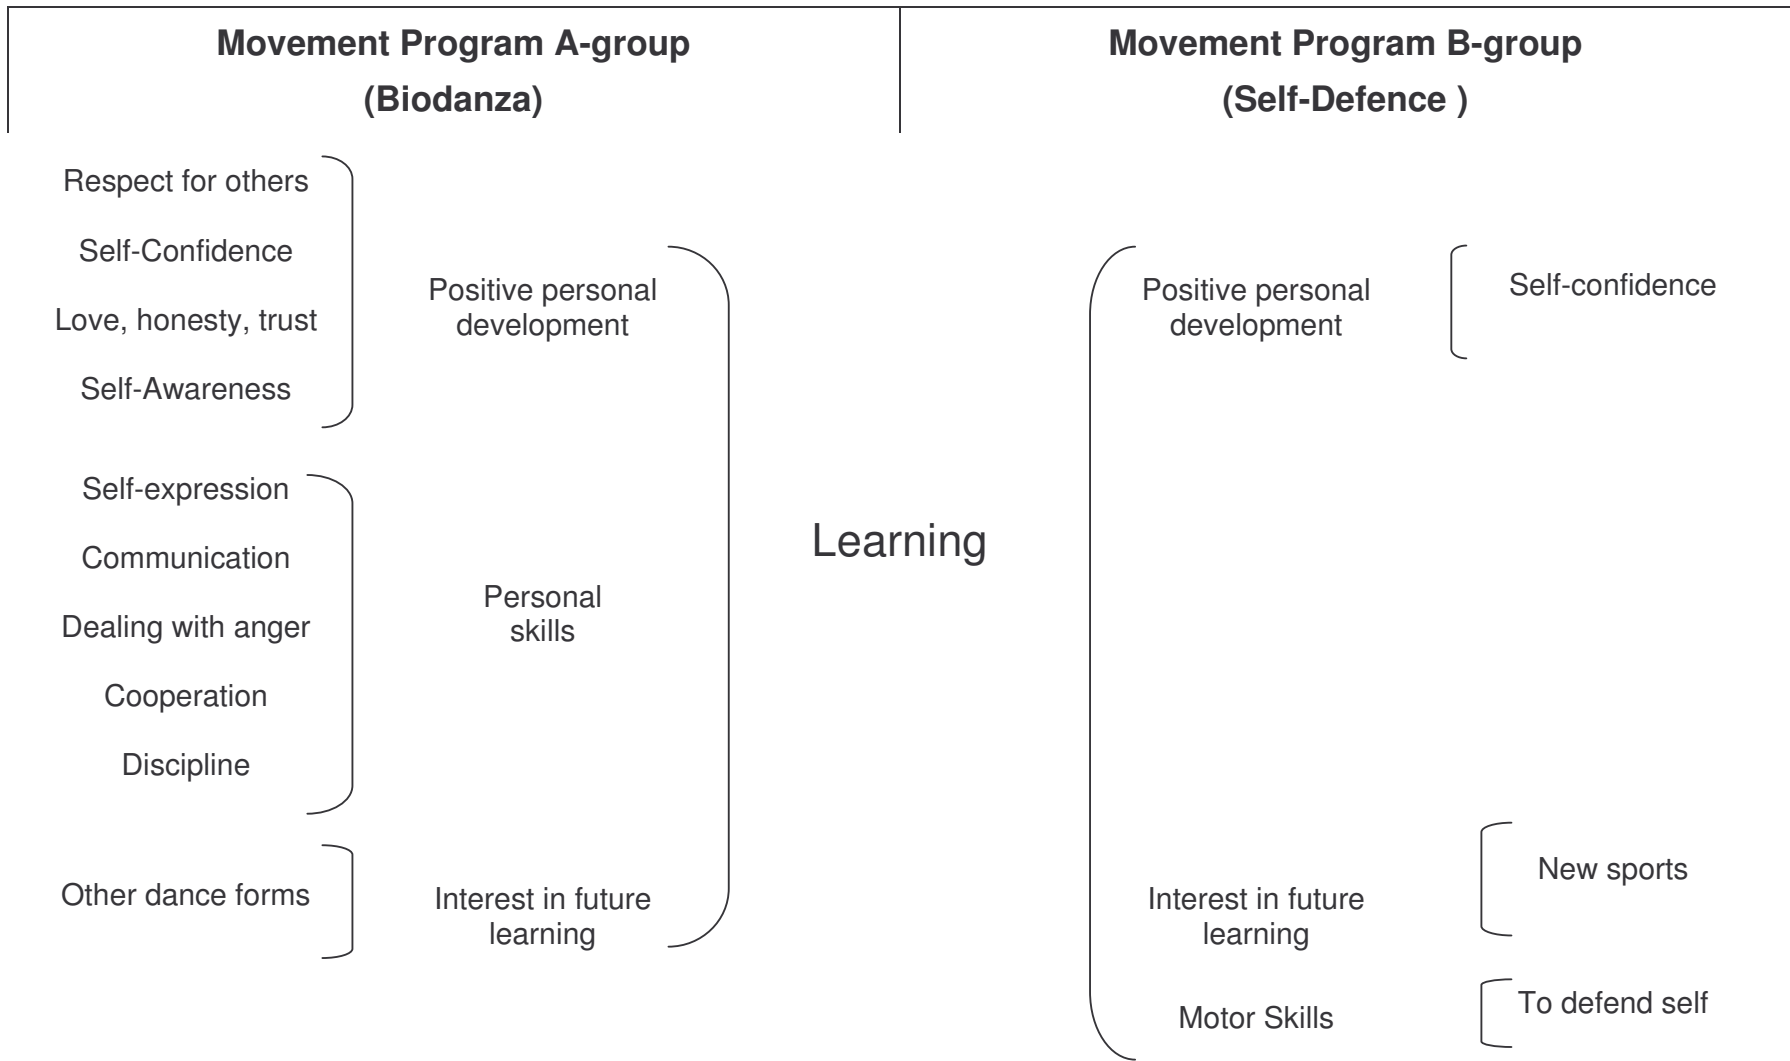 Movement Program A-group
(Biodanza)
Movement Program B-group
(Self-Defence )
Respect for others
Self-Confidence
Love, honesty, trust
Self-Awareness
Positive personal
development
Self-expression
Communication
Dealing with anger
Cooperation
Discipline
Personal
skills
Other dance forms
Interest in future
learning
Learning
Positive personal
development
Self-confidence
Interest in future
learning
New sports
Motor Skills
To defend self